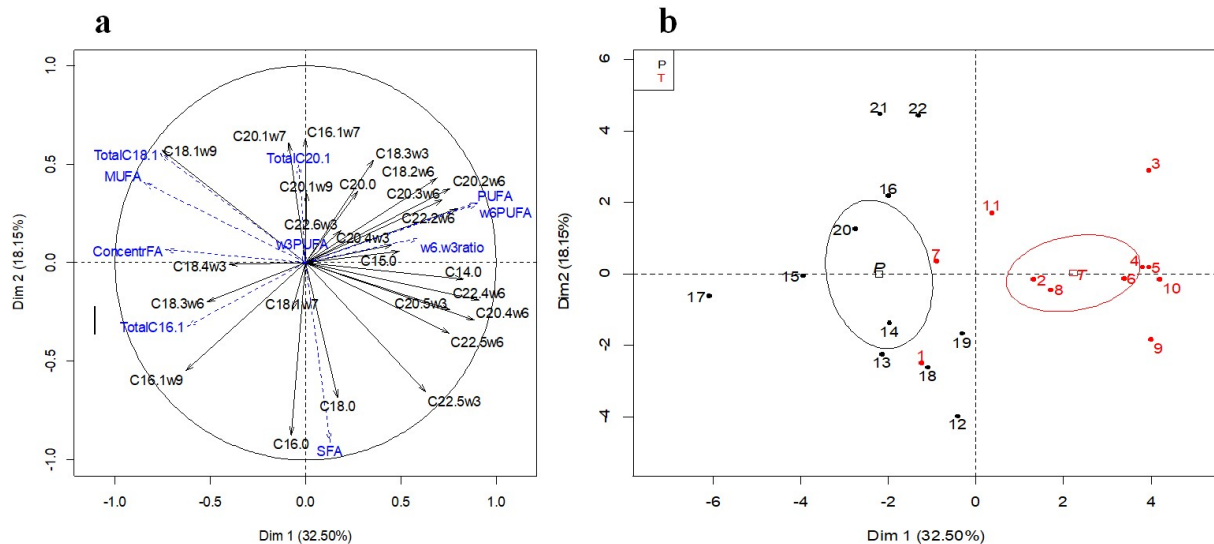 a
1.0
0.5
0.0
-0.5
-1.0
Dim 2 (18.15%)
C20.1w7
C16.1w7
TotalC18.1
C18.1w9
TotalC20.1
C18.3w3
MUFA
C18.2w6
C20.1w9
C20.0
C20.3w6
C20.2w6
PUFA
w6PUFA
C22.6w3
C22.2w6
w3PUFA
C20.4w3
w6.w3ratio
ConcentrFA
C18.4w3
C15.0
C14.0
C18.3w6
C18.1w7
C20.5w3
C22.4w6
C20.4w6
TotalC16.1
C22.5w6
C16.1w9
C18.0
C22.5w3
C16.0
SFA
-1.0 -0.5 0.0 0.5 1.0
Dim 1 (32.50%)
b
P
T
6
4
2
0
-2
-4
Dim2 (18.15%)
21
22
3
16
11
20
7
P
15
17
4
5
T
2
8
6
10
14
19
13
1
18
9
12
-6 -4 -2 0 2 4
Dim 1 (32.50%)